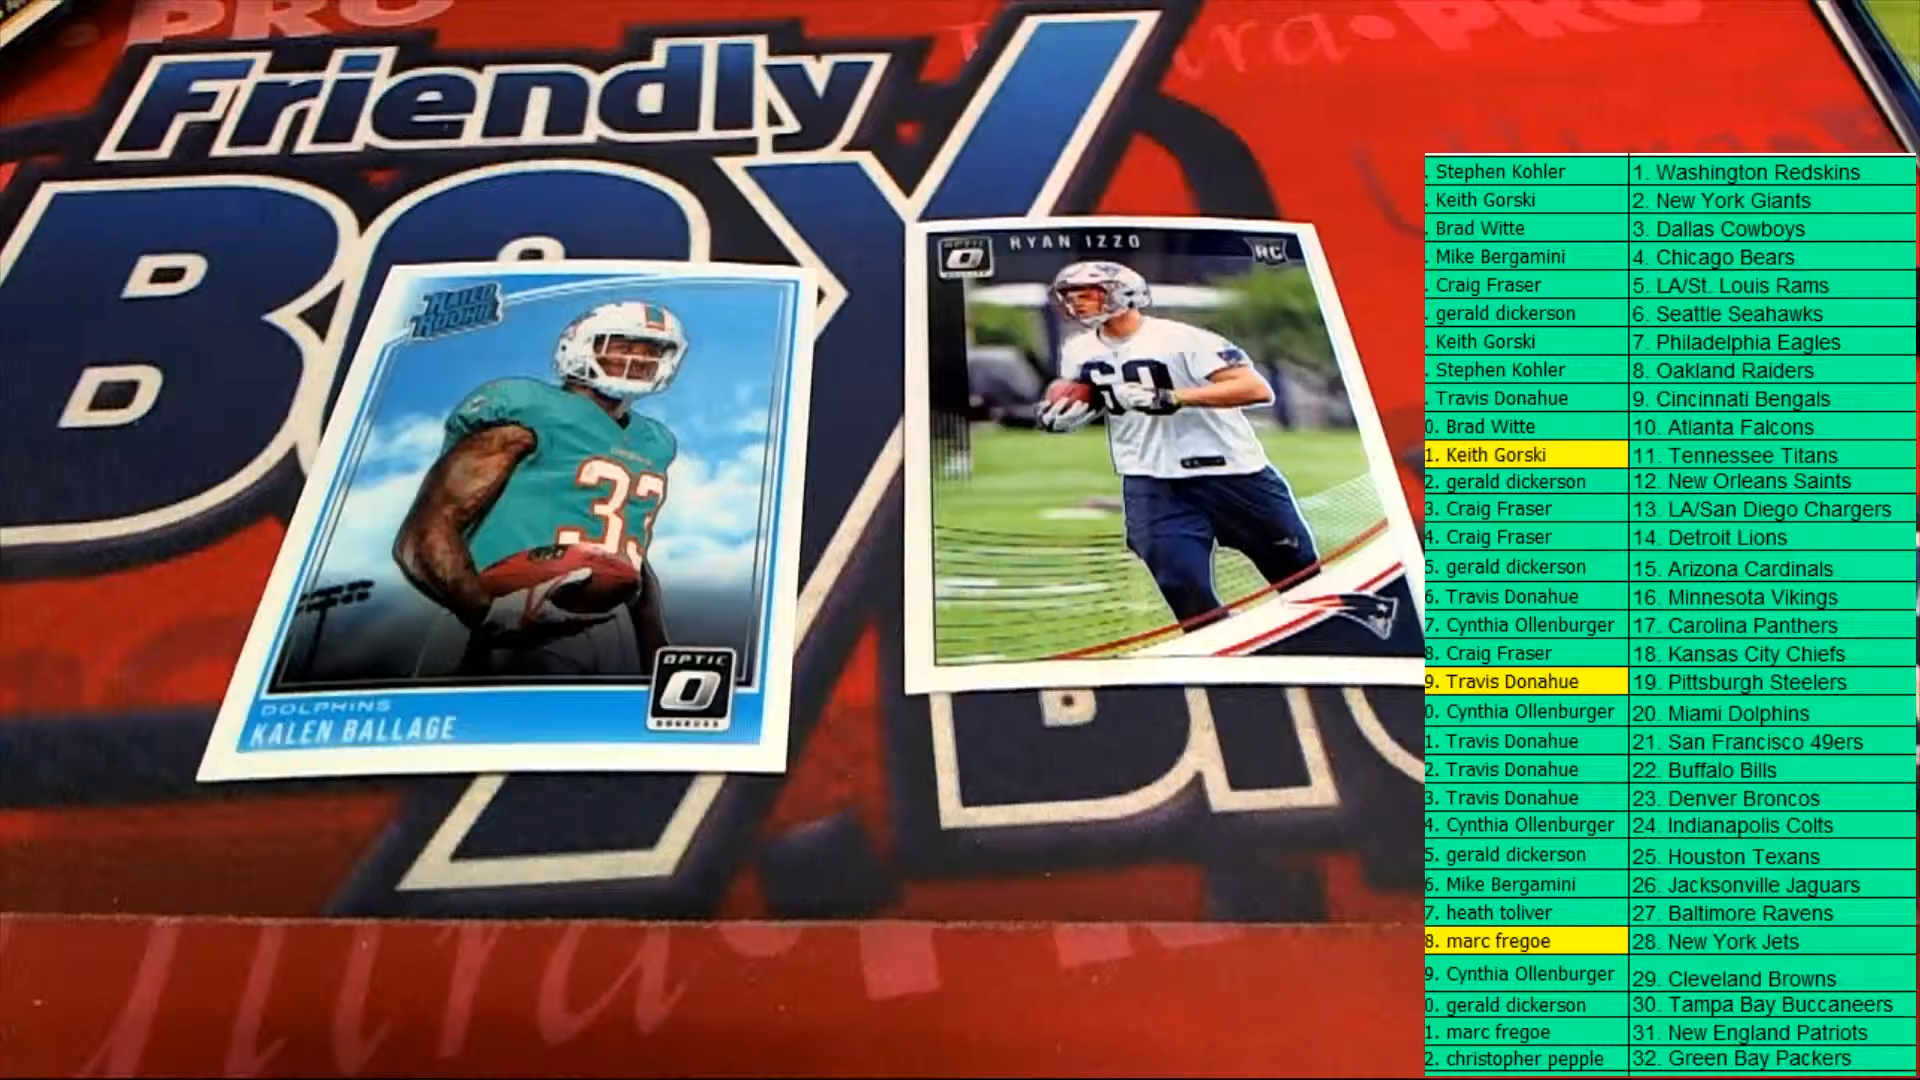 PRO
Friendly
BOX
RATED
ROOKIE
33
OPTIC
DONRUSS
DOLPHINS
KALEN BALLAGE
OPTIC
RYAN IZZO
RC
. Stephen Kohler 1. Washington Redskins
. Keith Gorski 2. New York Giants
. Brad Witte 3. Dallas Cowboys
. Mike Bergamini 4. Chicago Bears
. Craig Fraser 5. LA/St. Louis Rams
. gerald dickerson 6. Seattle Seahawks
. Keith Gorski 7. Philadelphia Eagles
. Stephen Kohler 8. Oakland Raiders
. Travis Donahue 9. Cincinnati Bengals
0. Brad Witte 10. Atlanta Falcons
1. Keith Gorski 11. Tennessee Titans
2. gerald dickerson 12. New Orleans Saints
3. Craig Fraser 13. LA/San Diego Chargers
4. Craig Fraser 14. Detroit Lions
5. gerald dickerson 15. Arizona Cardinals
6. Travis Donahue 16. Minnesota Vikings
7. Cynthia Ollenburger 17. Carolina Panthers
8. Craig Fraser 18. Kansas City Chiefs
9. Travis Donahue 19. Pittsburgh Steelers
0. Cynthia Ollenburger 20. Miami Dolphins
1. Travis Donahue 21. San Francisco 49ers
2. Travis Donahue 22. Buffalo Bills
3. Travis Donahue 23. Denver Broncos
4. Cynthia Ollenburger 24. Indianapolis Colts
5. gerald dickerson 25. Houston Texans
6. Mike Bergamini 26. Jacksonville Jaguars
7. heath toliver 27. Baltimore Ravens
8. marc fregoe 28. New York Jets
9. Cynthia Ollenburger 29. Cleveland Browns
0. gerald dickerson 30. Tampa Bay Buccaneers
1. marc fregoe 31. New England Patriots
2. christopher pepple 32. Green Bay Packers